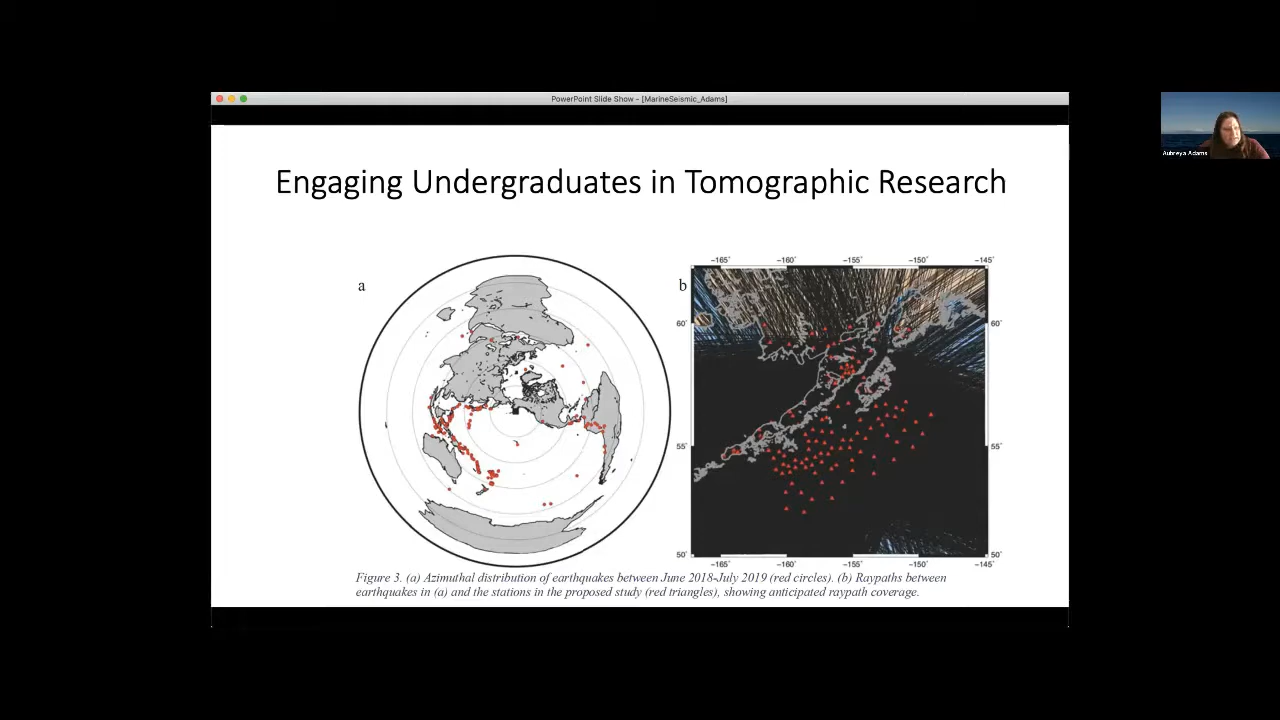 PowerPoint Slide Show - [MarineSeismic_Adams]
Aubreya Adams
Engaging Undergraduates in Tomographic Research
a
b
-165° -160° -155° -150° -145°
60° 60°
55° 55°
50° 50°
-165° -160° -155° -150° -145°
Figure 3. (a) Azimuthal distribution of earthquakes between June 2018-July 2019 (red circles). (b) Raypaths between
earthquakes in (a) and the stations in the proposed study (red triangles), showing anticipated raypath coverage.